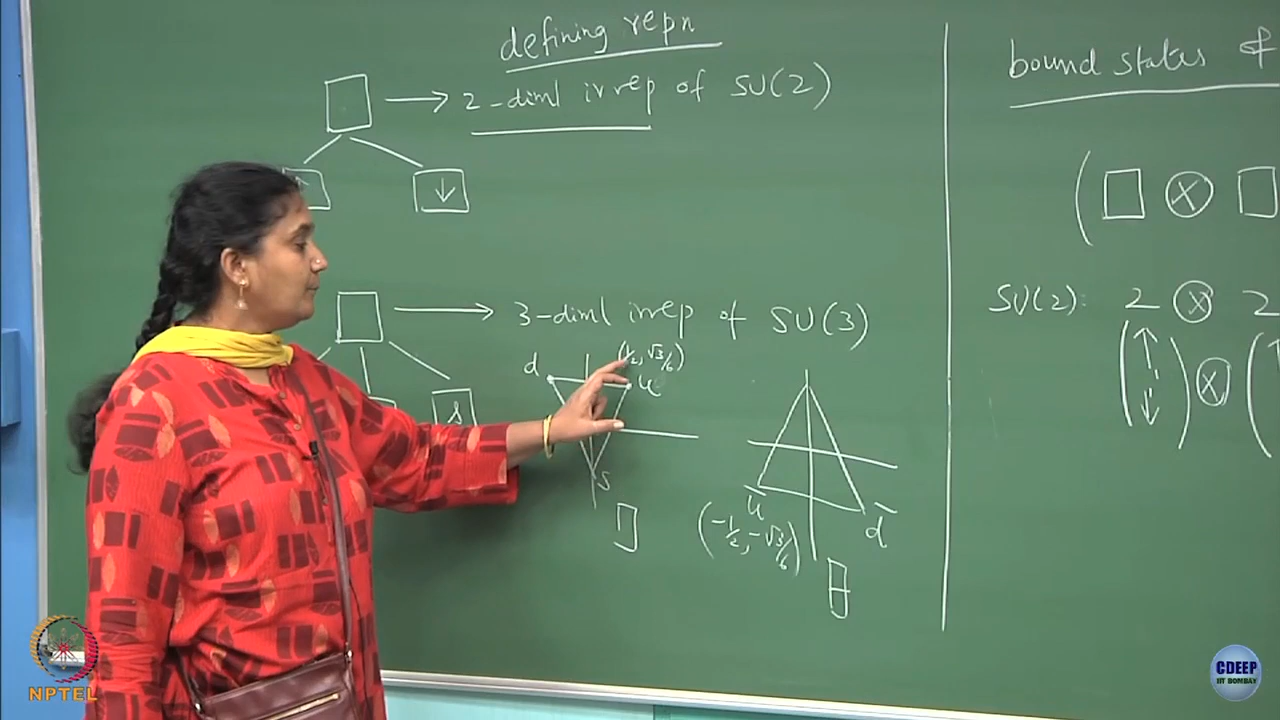 defining repn
□ → 2-diml irrep of SU(2)
↑ ↓
□ → 3-diml irrep of SU(3)
(1/2, √3/6)
d u
s
s
ū d̄
(-1/2, -√3/6)
bound states of
(□ ⊗ □
SU(2): 2 ⊗ 2
(↑ ↓) ⊗ (↑
NPTEL
CDEEP
IIT BOMBAY